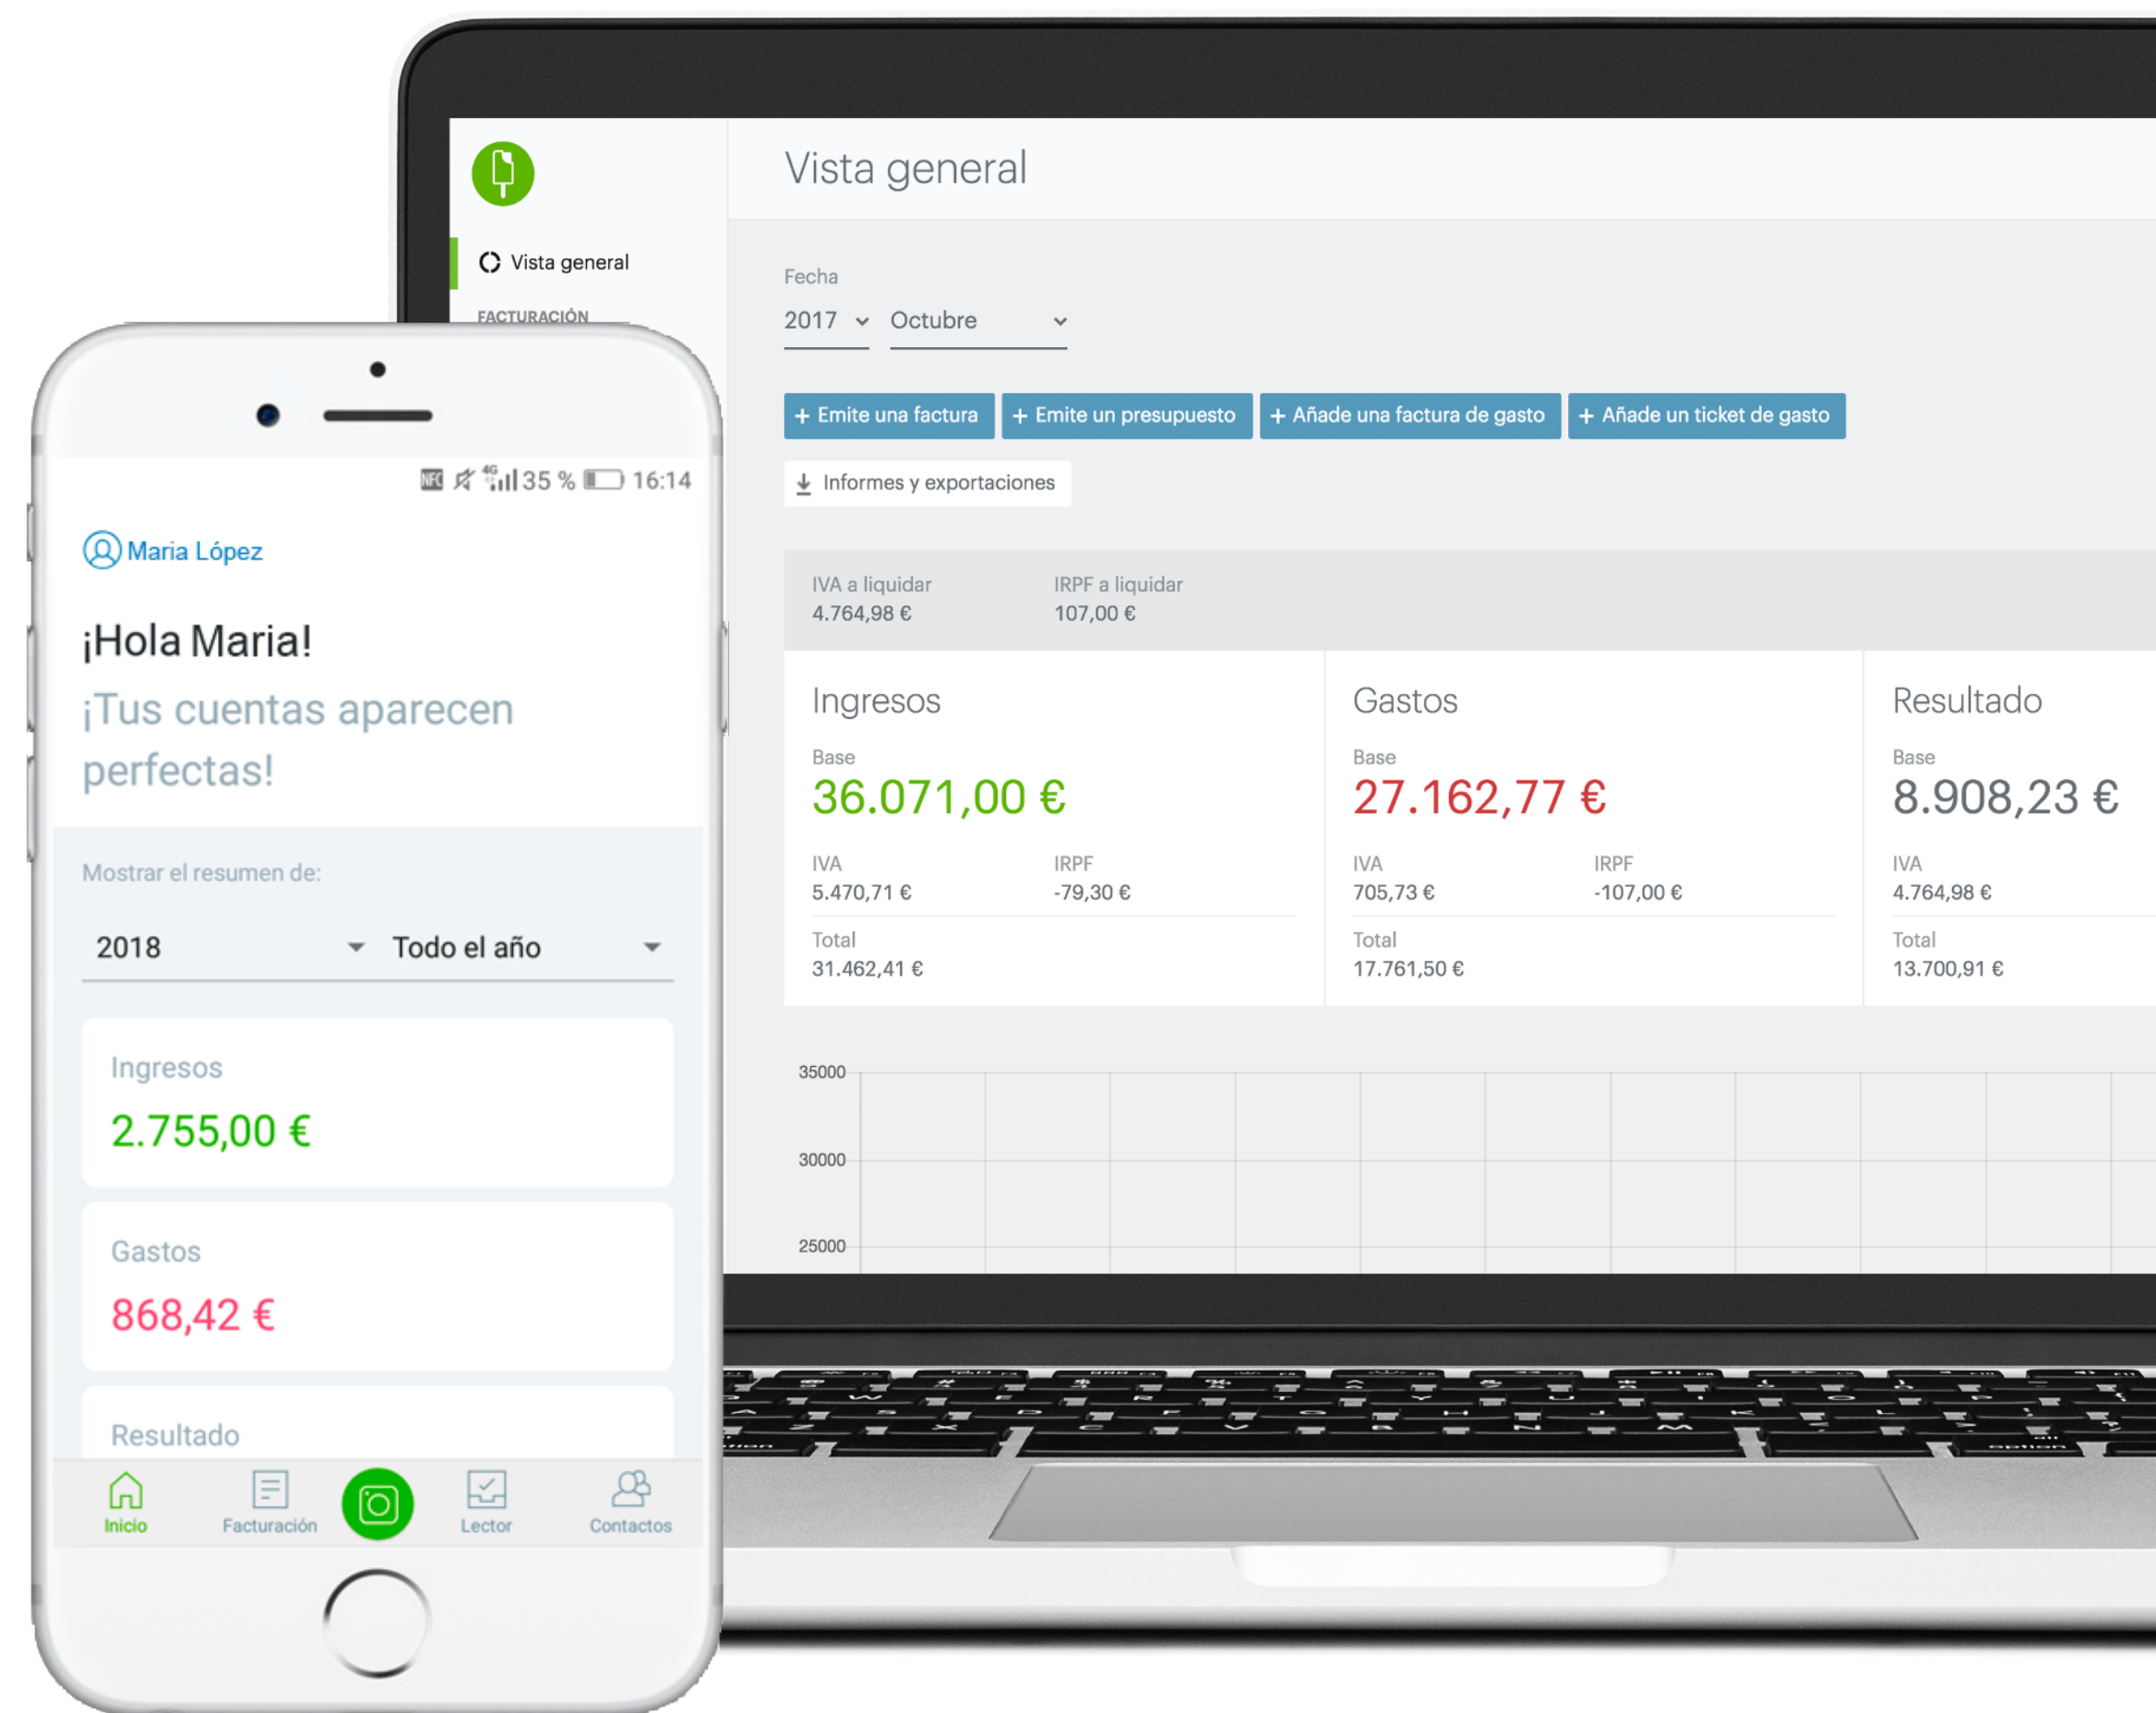 Vista general
Vista general
FACTURACIÓN
Fecha
2017 Octubre
+ Emite una factura + Emite un presupuesto + Añade una factura de gasto + Añade un ticket de gasto
Informes y exportaciones
IVA a liquidar IRPF a liquidar
4.764,98 € 107,00 €
Ingresos Gastos Resultado
Base Base Base
36.071,00 € 27.162,77 € 8.908,23 €
IVA IRPF IVA IRPF IVA
5.470,71 € -79,30 € 705,73 € -107,00 € 4.764,98 €
Total Total Total
31.462,41 € 17.761,50 € 13.700,91 €
35000
30000
25000
NFC 4G 35 % 16:14
Maria López
¡Hola Maria!
¡Tus cuentas aparecen
perfectas!
Mostrar el resumen de:
2018 Todo el año
Ingresos
2.755,00 €
Gastos
868,42 €
Resultado
Inicio Facturación Lector Contactos